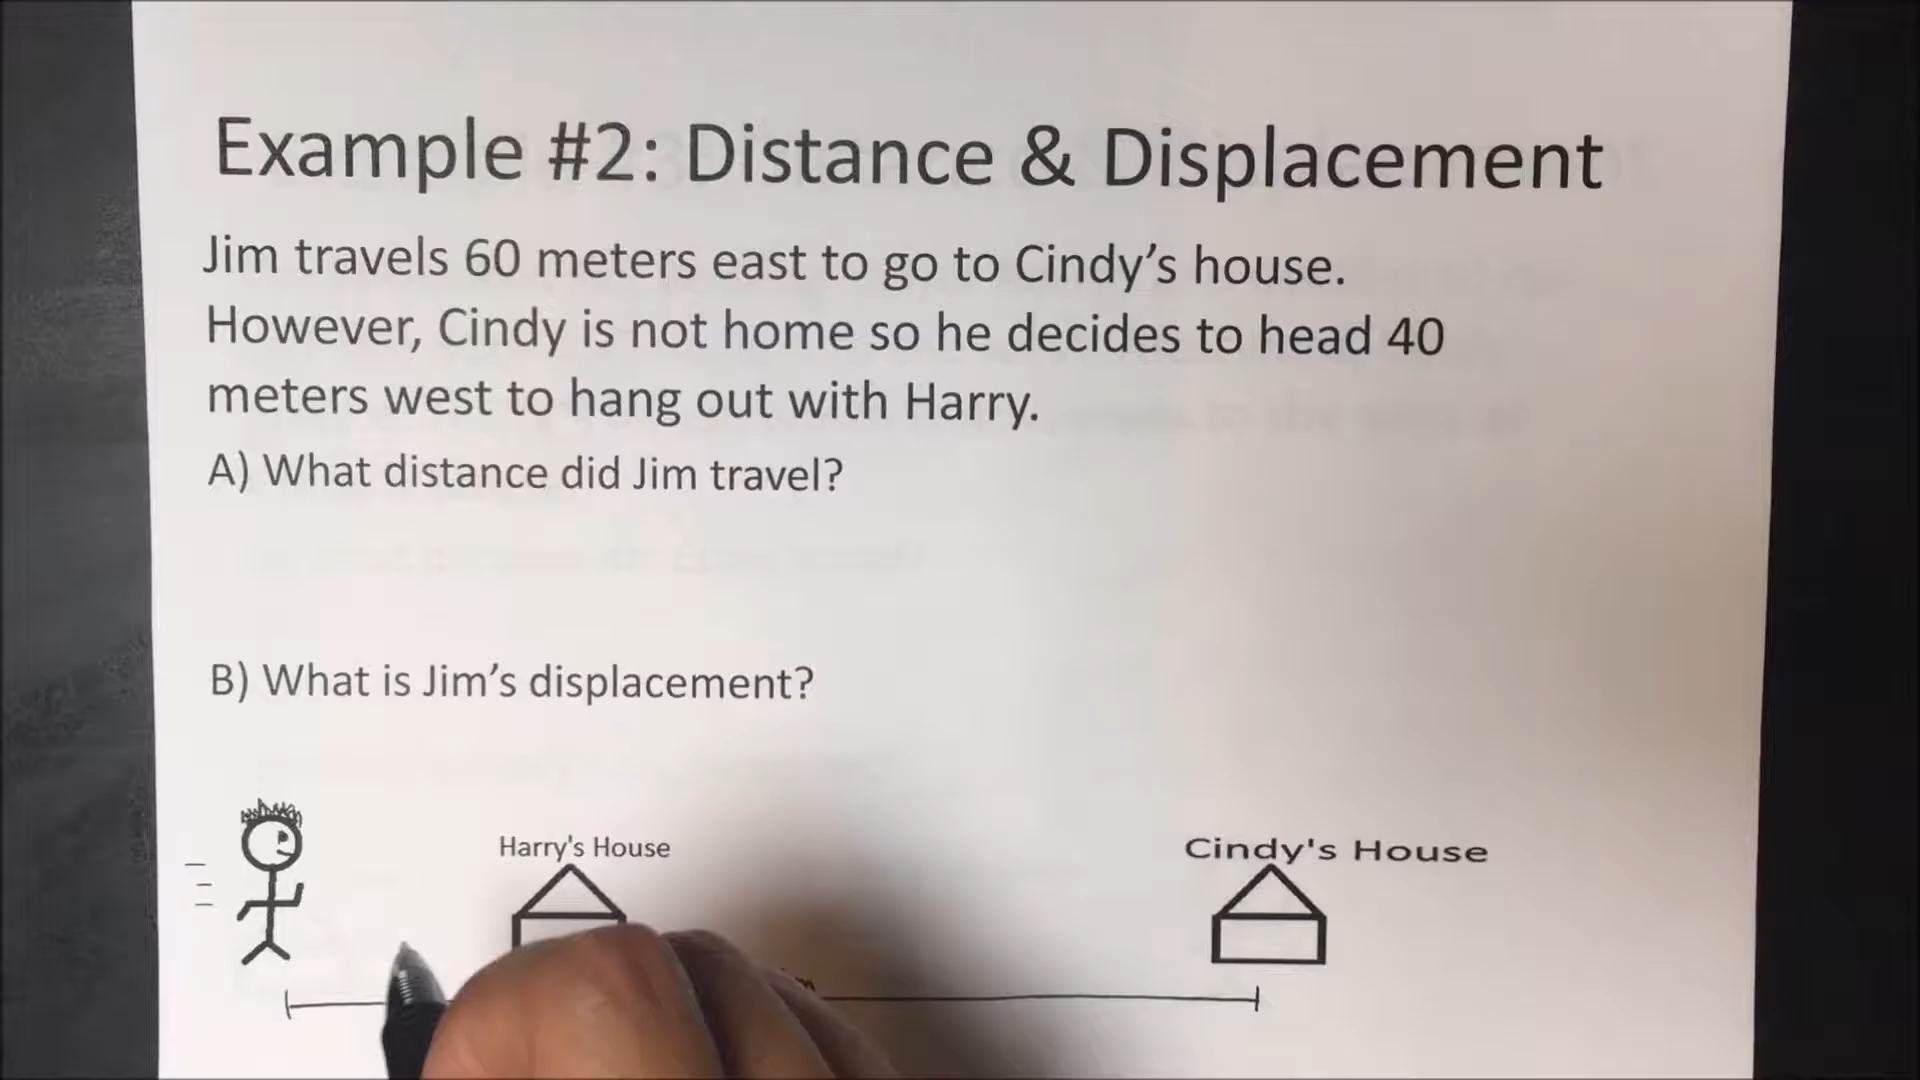 Example #2: Distance & Displacement
Jim travels 60 meters east to go to Cindy’s house.
However, Cindy is not home so he decides to head 40
meters west to hang out with Harry.
A) What distance did Jim travel?
B) What is Jim’s displacement?
Harry's House
Cindy's House